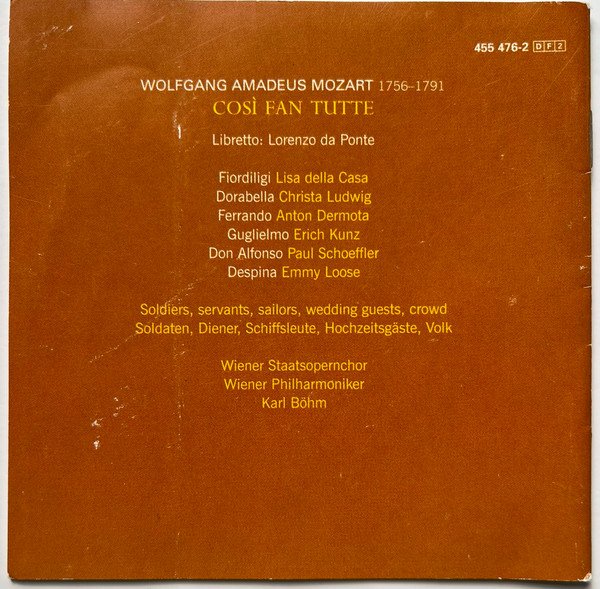 455 476-2 DF2
WOLFGANG AMADEUS MOZART 1756–1791
COSÌ FAN TUTTE
Libretto: Lorenzo da Ponte
Fiordiligi Lisa della Casa
Dorabella Christa Ludwig
Ferrando Anton Dermota
Guglielmo Erich Kunz
Don Alfonso Paul Schoeffler
Despina Emmy Loose
Soldiers, servants, sailors, wedding guests, crowd
Soldaten, Diener, Schiffsleute, Hochzeitsgäste, Volk
Wiener Staatsopernchor
Wiener Philharmoniker
Karl Böhm